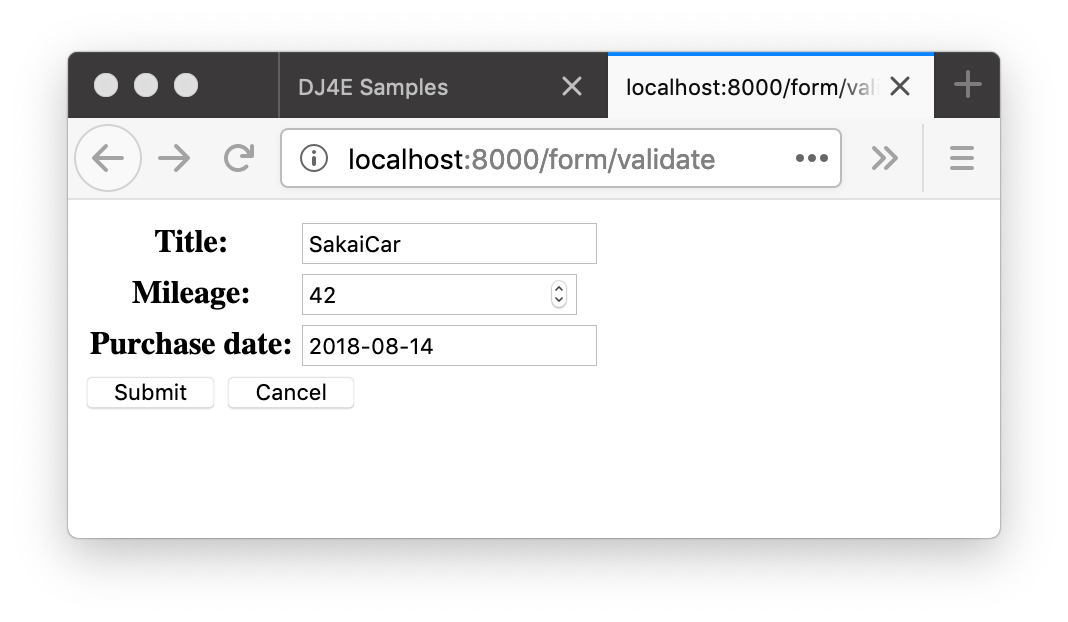 DJ4E Samples
localhost:8000/form/val
localhost:8000/form/validate
Title: SakaiCar
Mileage: 42
Purchase date: 2018-08-14
Submit Cancel